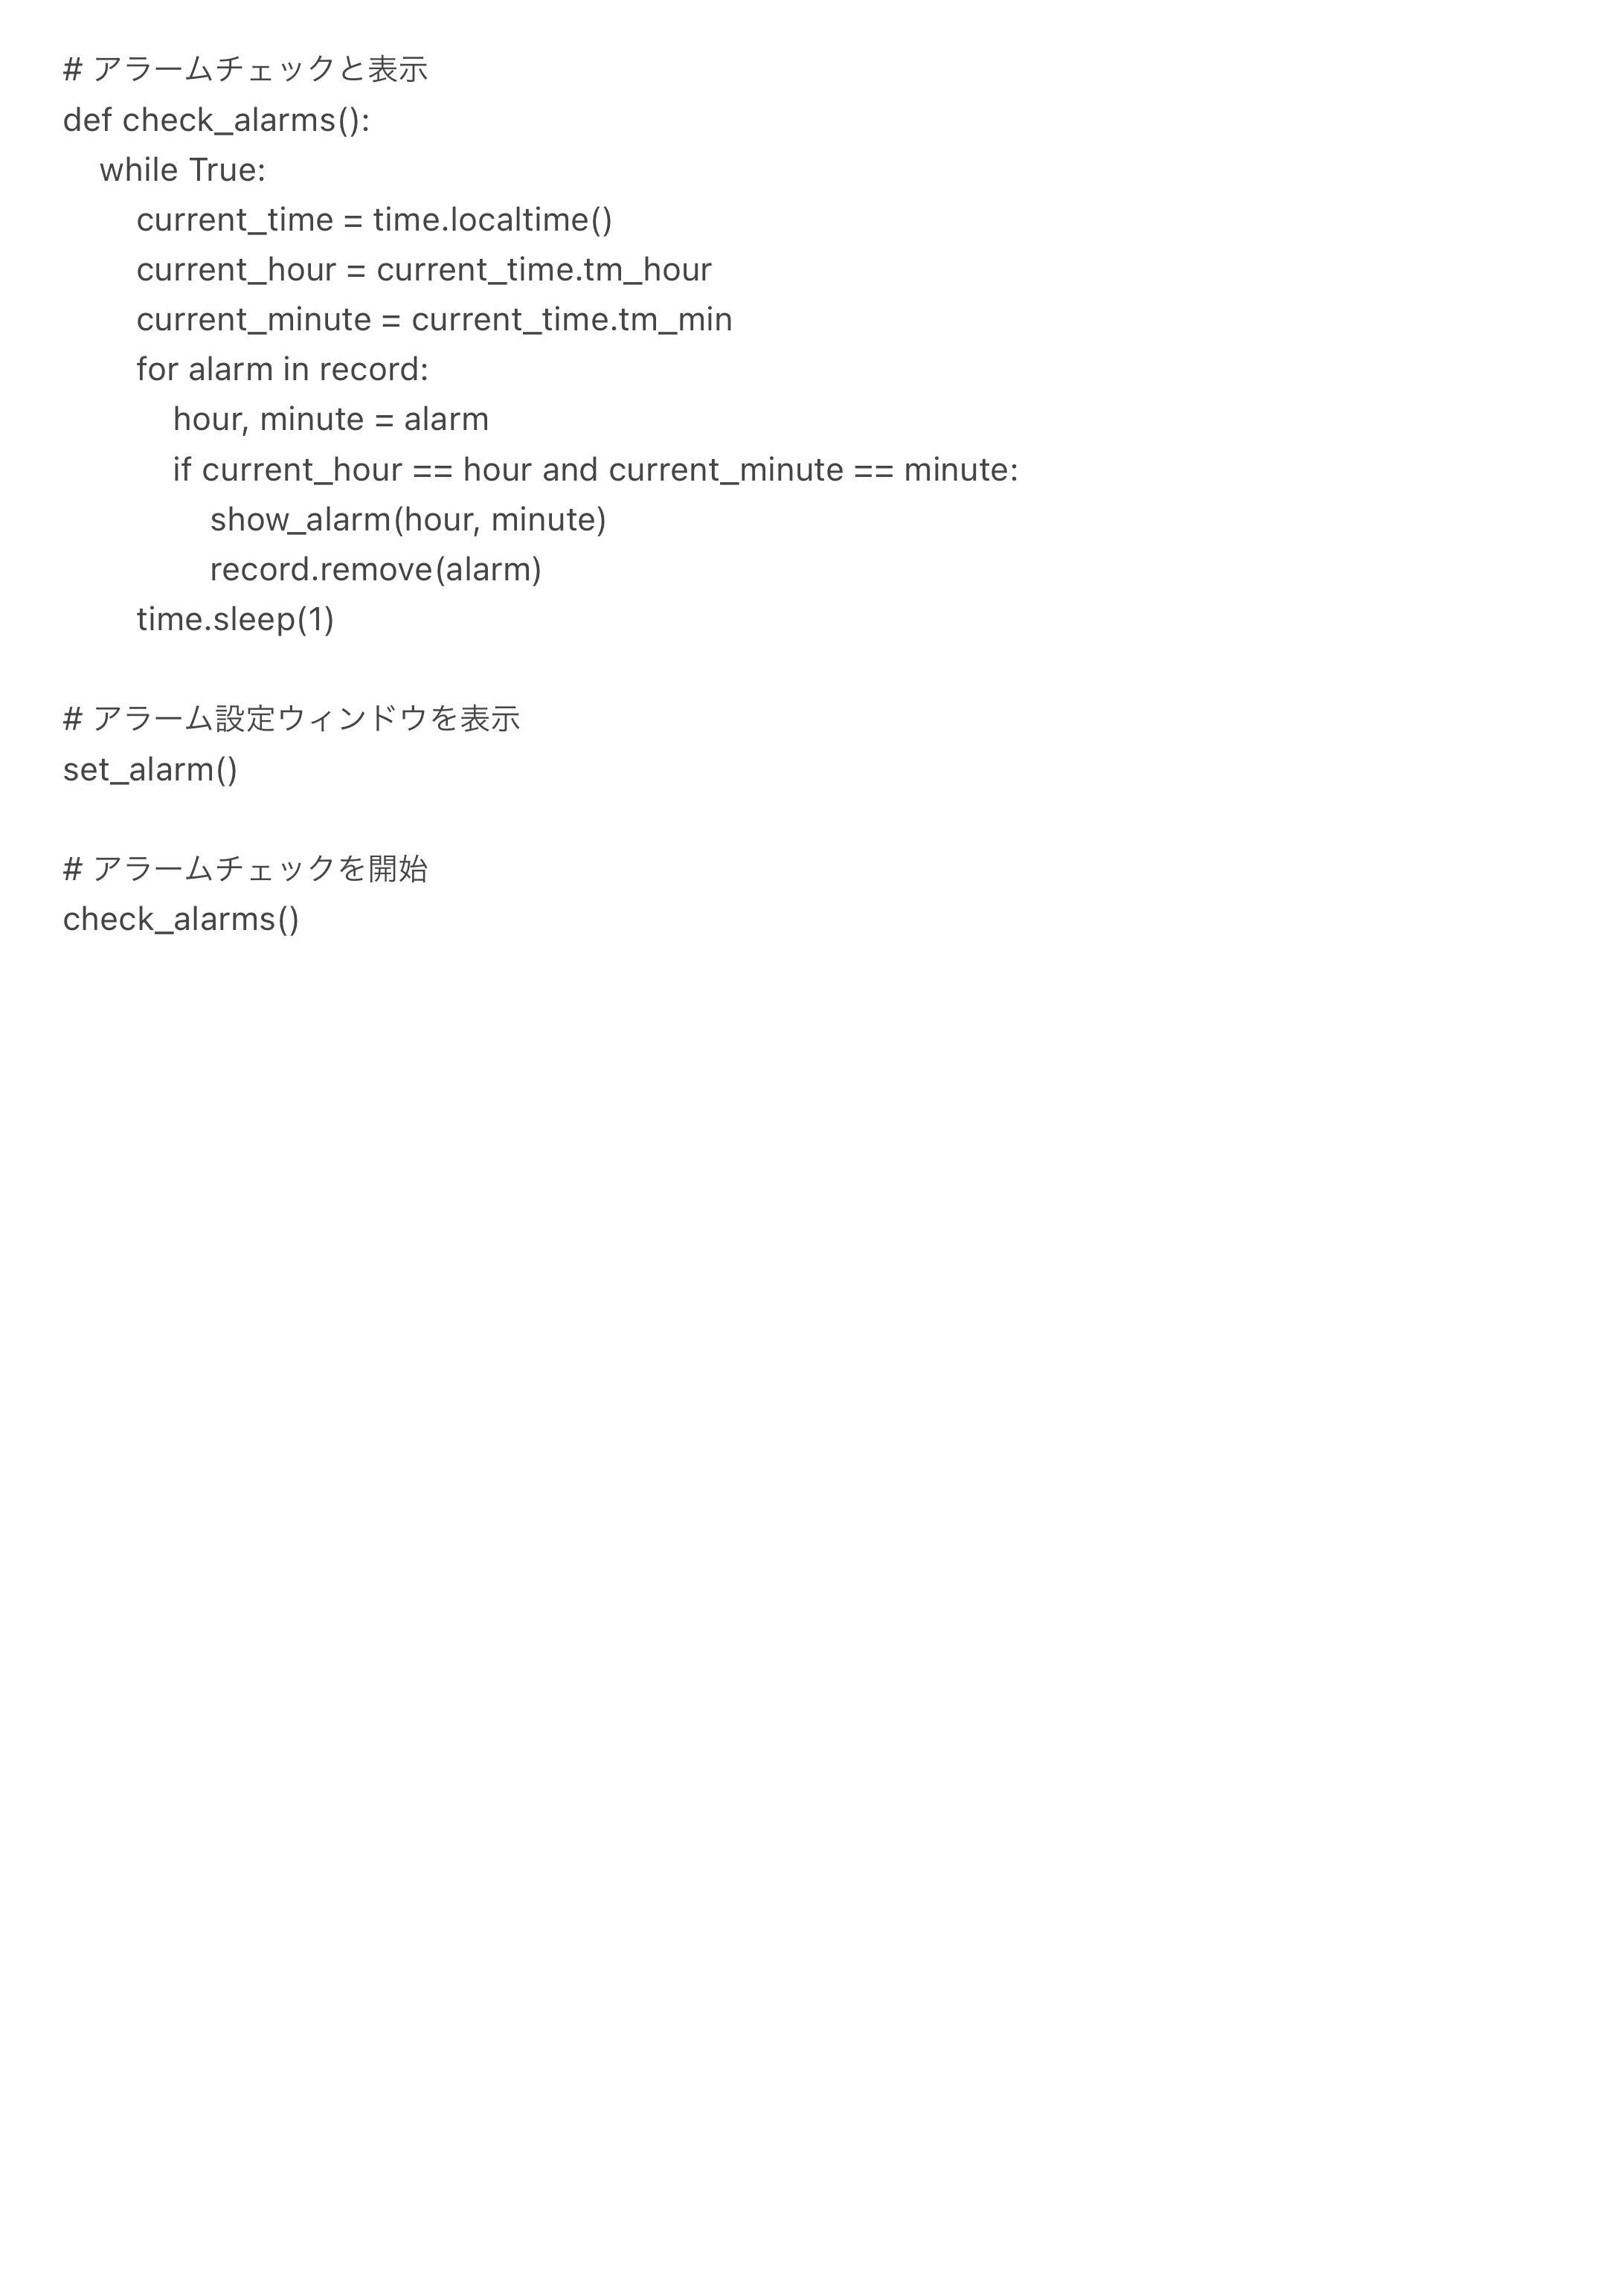 # アラームチェックと表示
def check_alarms():
    while True:
        current_time = time.localtime()
        current_hour = current_time.tm_hour
        current_minute = current_time.tm_min
        for alarm in record:
            hour, minute = alarm
            if current_hour == hour and current_minute == minute:
                show_alarm(hour, minute)
                record.remove(alarm)
        time.sleep(1)

# アラーム設定ウィンドウを表示
set_alarm()

# アラームチェックを開始
check_alarms()